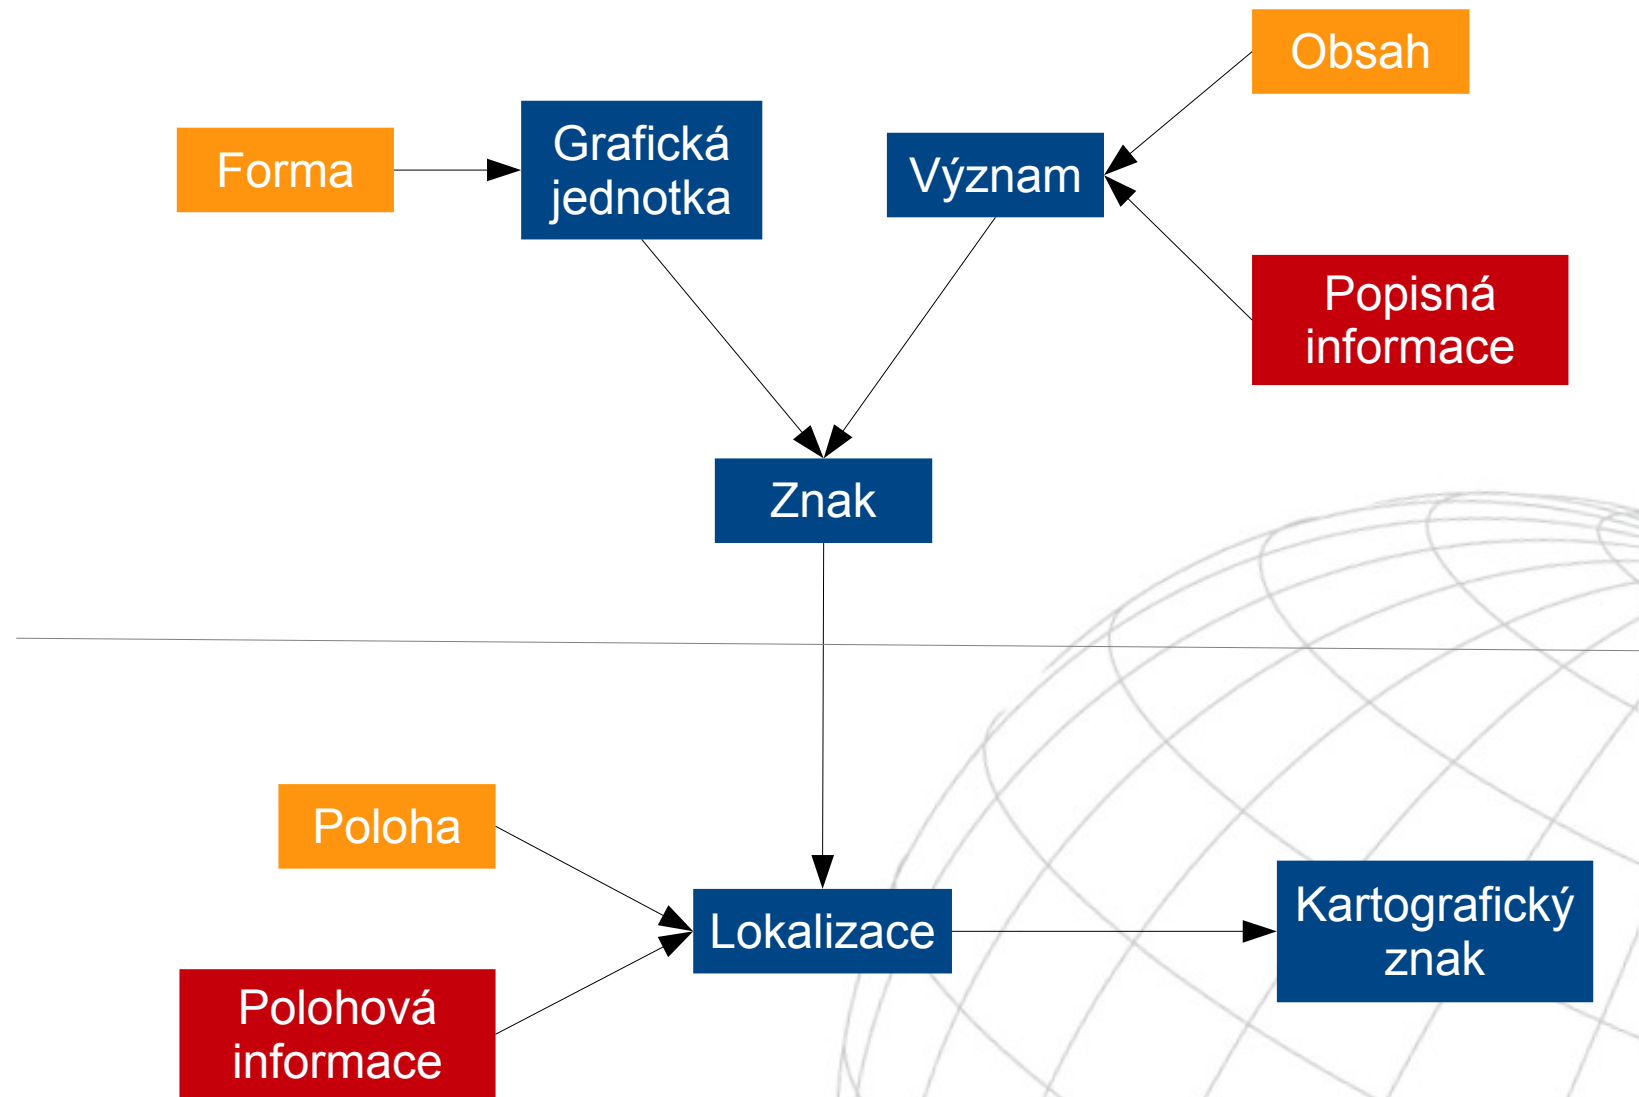 Obsah
Forma
Grafická
jednotka
Význam
Popisná
informace
Znak
Poloha
Lokalizace
Kartografický
znak
Polohová
informace